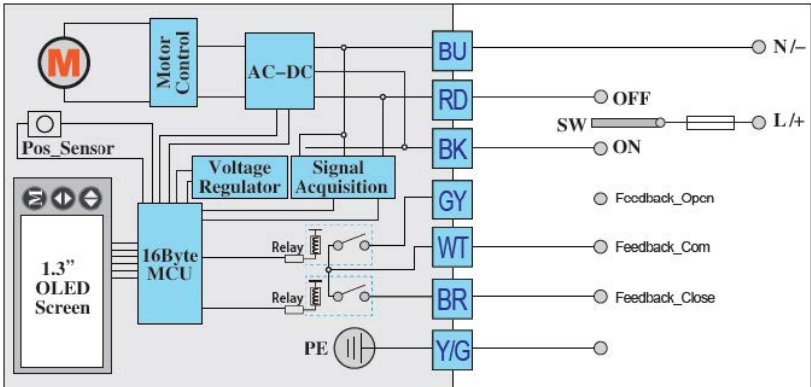 M
Motor
Control
AC-DC
BU
N/-
RD
OFF
SW
L/+
Pos_Sensor
BK
ON
Voltage
Regulator
Signal
Acquisition
M
GY
Feedback_Open
1.3”
OLED
Screen
16Byte
MCU
Relay
WT
Feedback_Com
Relay
BR
Feedback_Close
PE
Y/G